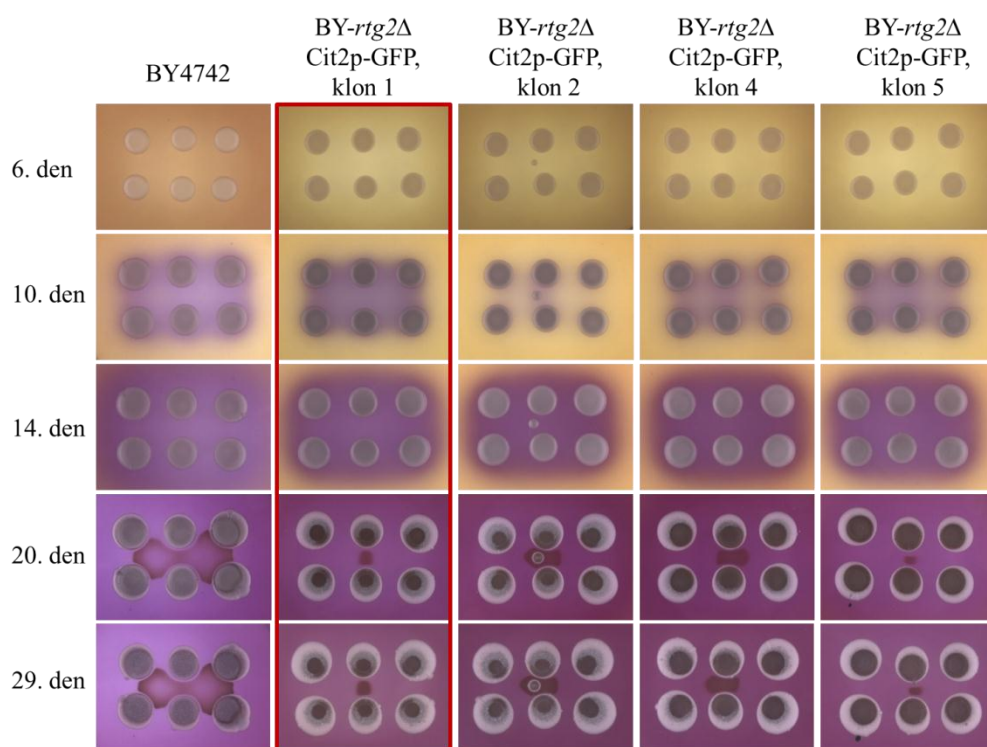 BY4742
BY-rtg2Δ
Cit2p-GFP,
klon 1
BY-rtg2Δ
Cit2p-GFP,
klon 2
BY-rtg2Δ
Cit2p-GFP,
klon 4
BY-rtg2Δ
Cit2p-GFP,
klon 5
6. den
10. den
14. den
20. den
29. den